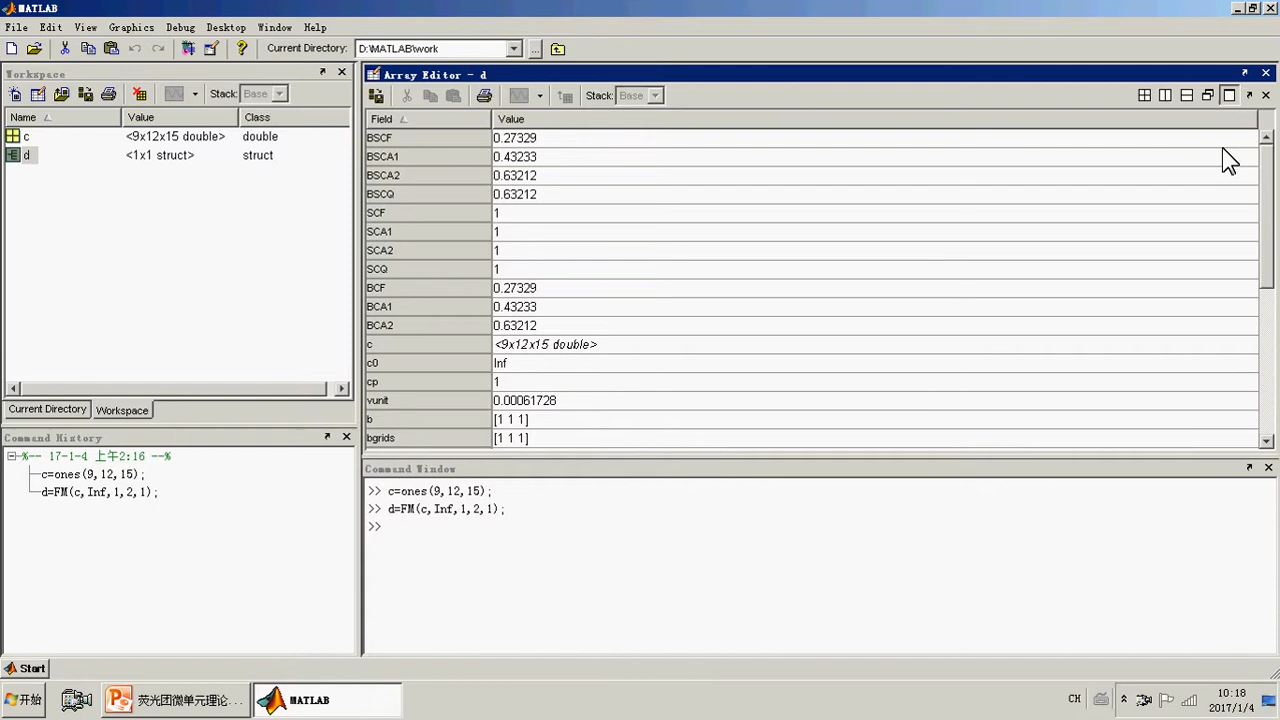 MATLAB
File Edit View Graphics Debug Desktop Window Help
Current Directory: D:\MATLAB\work ...
Workspace
Stack: Base
Name Value Class
c <9x12x15 double> double
d <1x1 struct> struct
Current Directory Workspace
Command History
%-- 17-1-4 上午2:16 --%
c=ones(9,12,15);
d=FM(c,Inf,1,2,1);
Array Editor - d
Stack: Base
Field Value
BSCF 0.27329
BSCA1 0.43233
BSCA2 0.63212
BSCQ 0.63212
SCF 1
SCA1 1
SCA2 1
SCQ 1
BCF 0.27329
BCA1 0.43233
BCA2 0.63212
c <9x12x15 double>
c0 Inf
cp 1
vunit 0.00061728
b [1 1 1]
bgrids [1 1 1]
Command Window
>> c=ones(9,12,15);
>> d=FM(c,Inf,1,2,1);
>>
Start
开始 荧光团微单元理论... MATLAB CH 10:18
2017/1/4